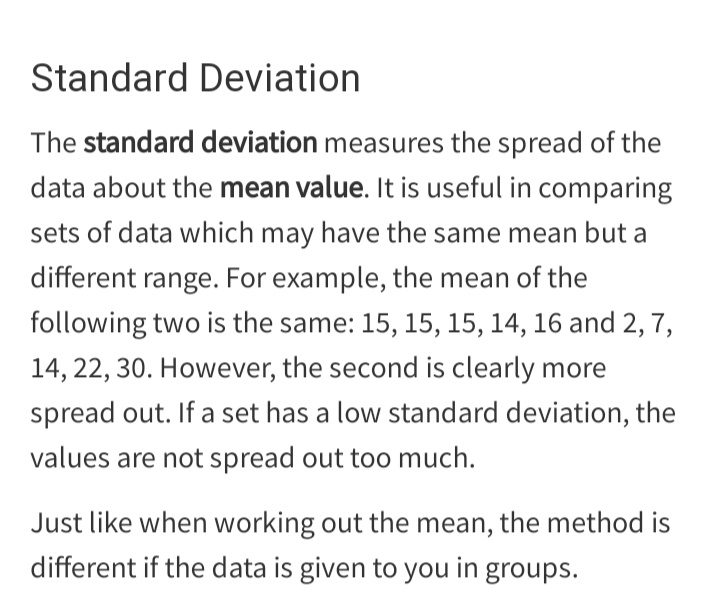 Standard Deviation
The standard deviation measures the spread of the
data about the mean value. It is useful in comparing
sets of data which may have the same mean but a
different range. For example, the mean of the
following two is the same: 15, 15, 15, 14, 16 and 2, 7,
14, 22, 30. However, the second is clearly more
spread out. If a set has a low standard deviation, the
values are not spread out too much.
Just like when working out the mean, the method is
different if the data is given to you in groups.